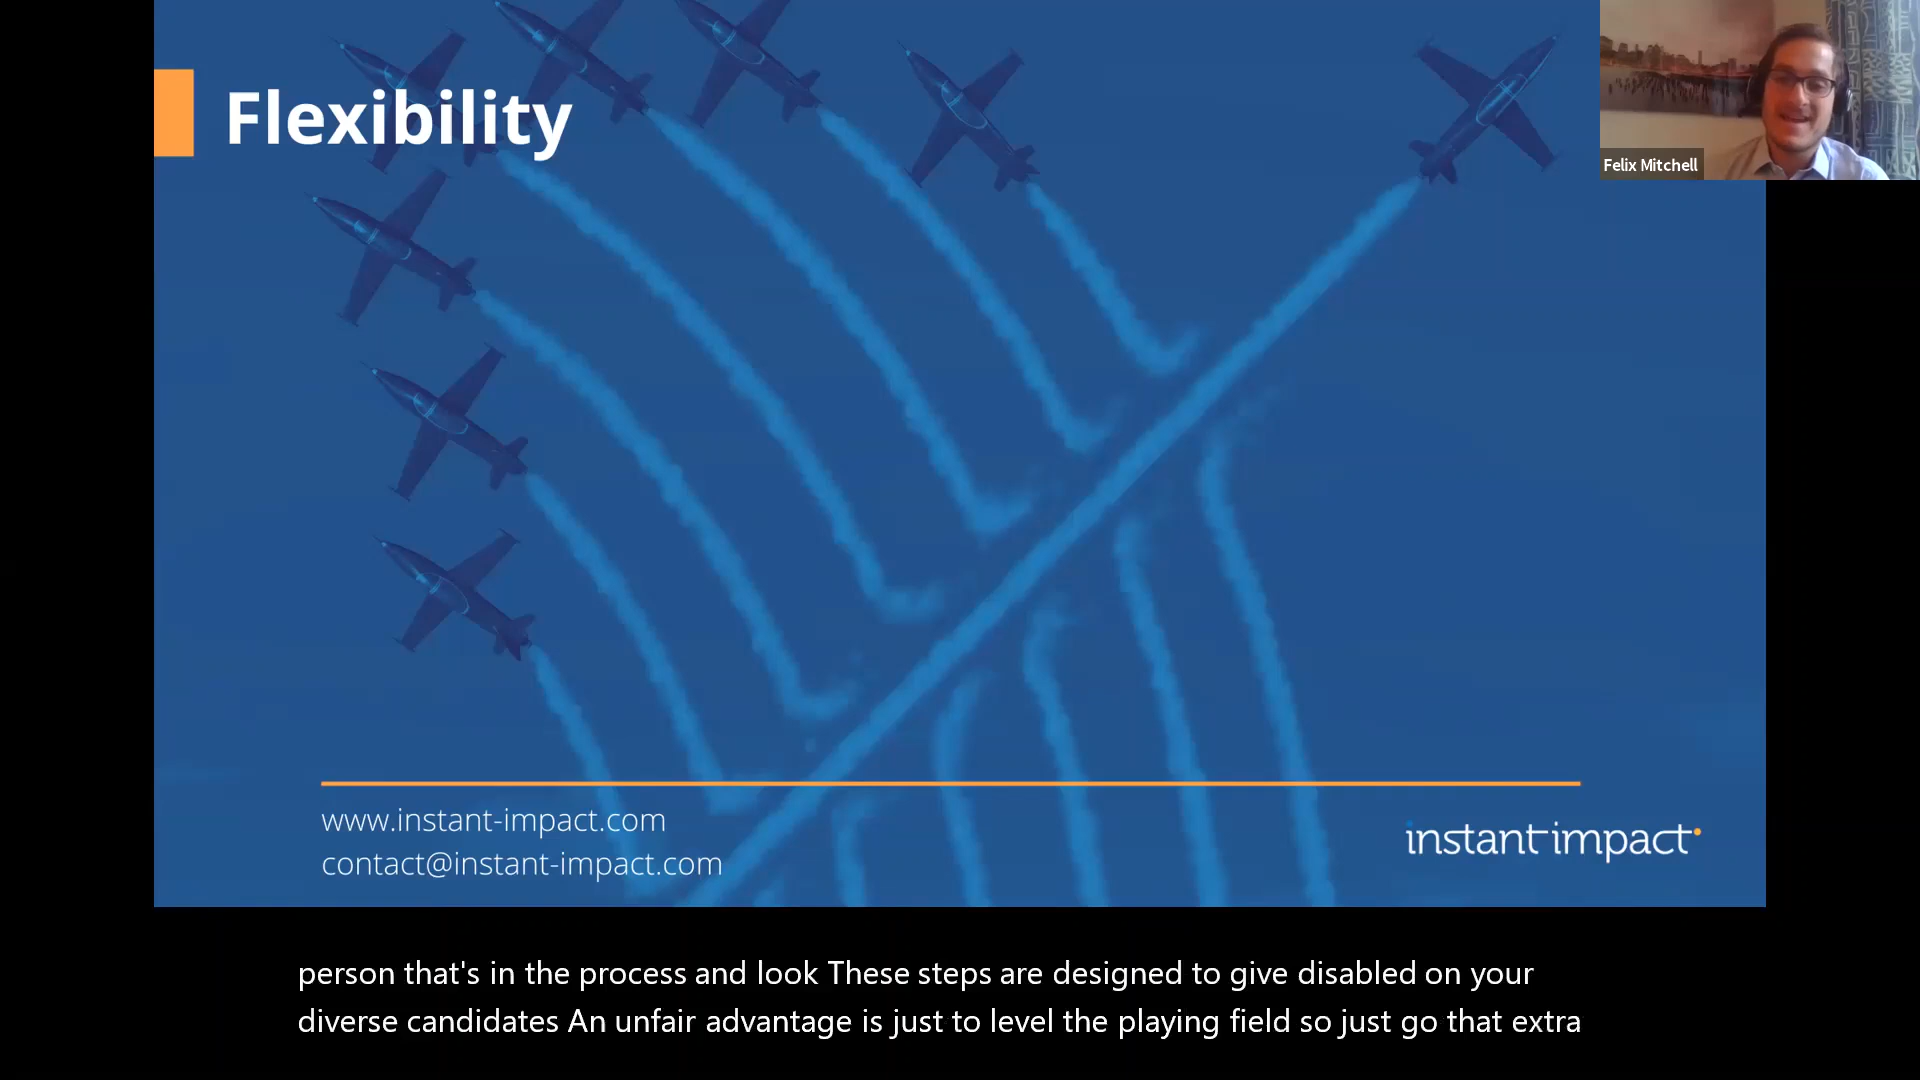 Flexibility
Felix Mitchell
www.instant-impact.com
contact@instant-impact.com
instant impact
person that's in the process and look These steps are designed to give disabled on your
diverse candidates An unfair advantage is just to level the playing field so just go that extra